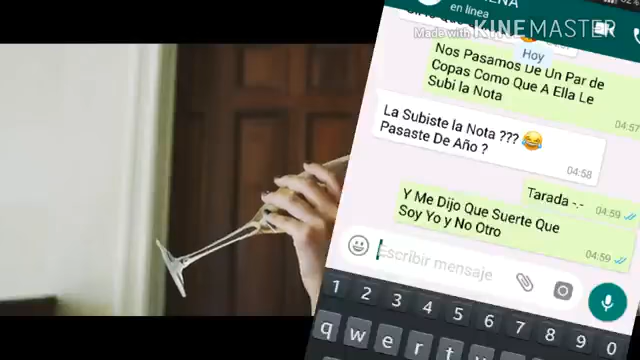 en línea
Made with KINEMASTER
Hoy
Nos Pasamos De Un Par de
Copas Como Que A Ella Le
Subi la Nota
04:57
La Subiste la Nota ??? 😂
Pasaste De Año ?
04:58
Tarada -.-
04:59
Y Me Dijo Que Suerte Que
Soy Yo y No Otro
04:59
Escribir mensaje
1 2 3 4 5 6 7 8 9 0
q w e r t y u i o p